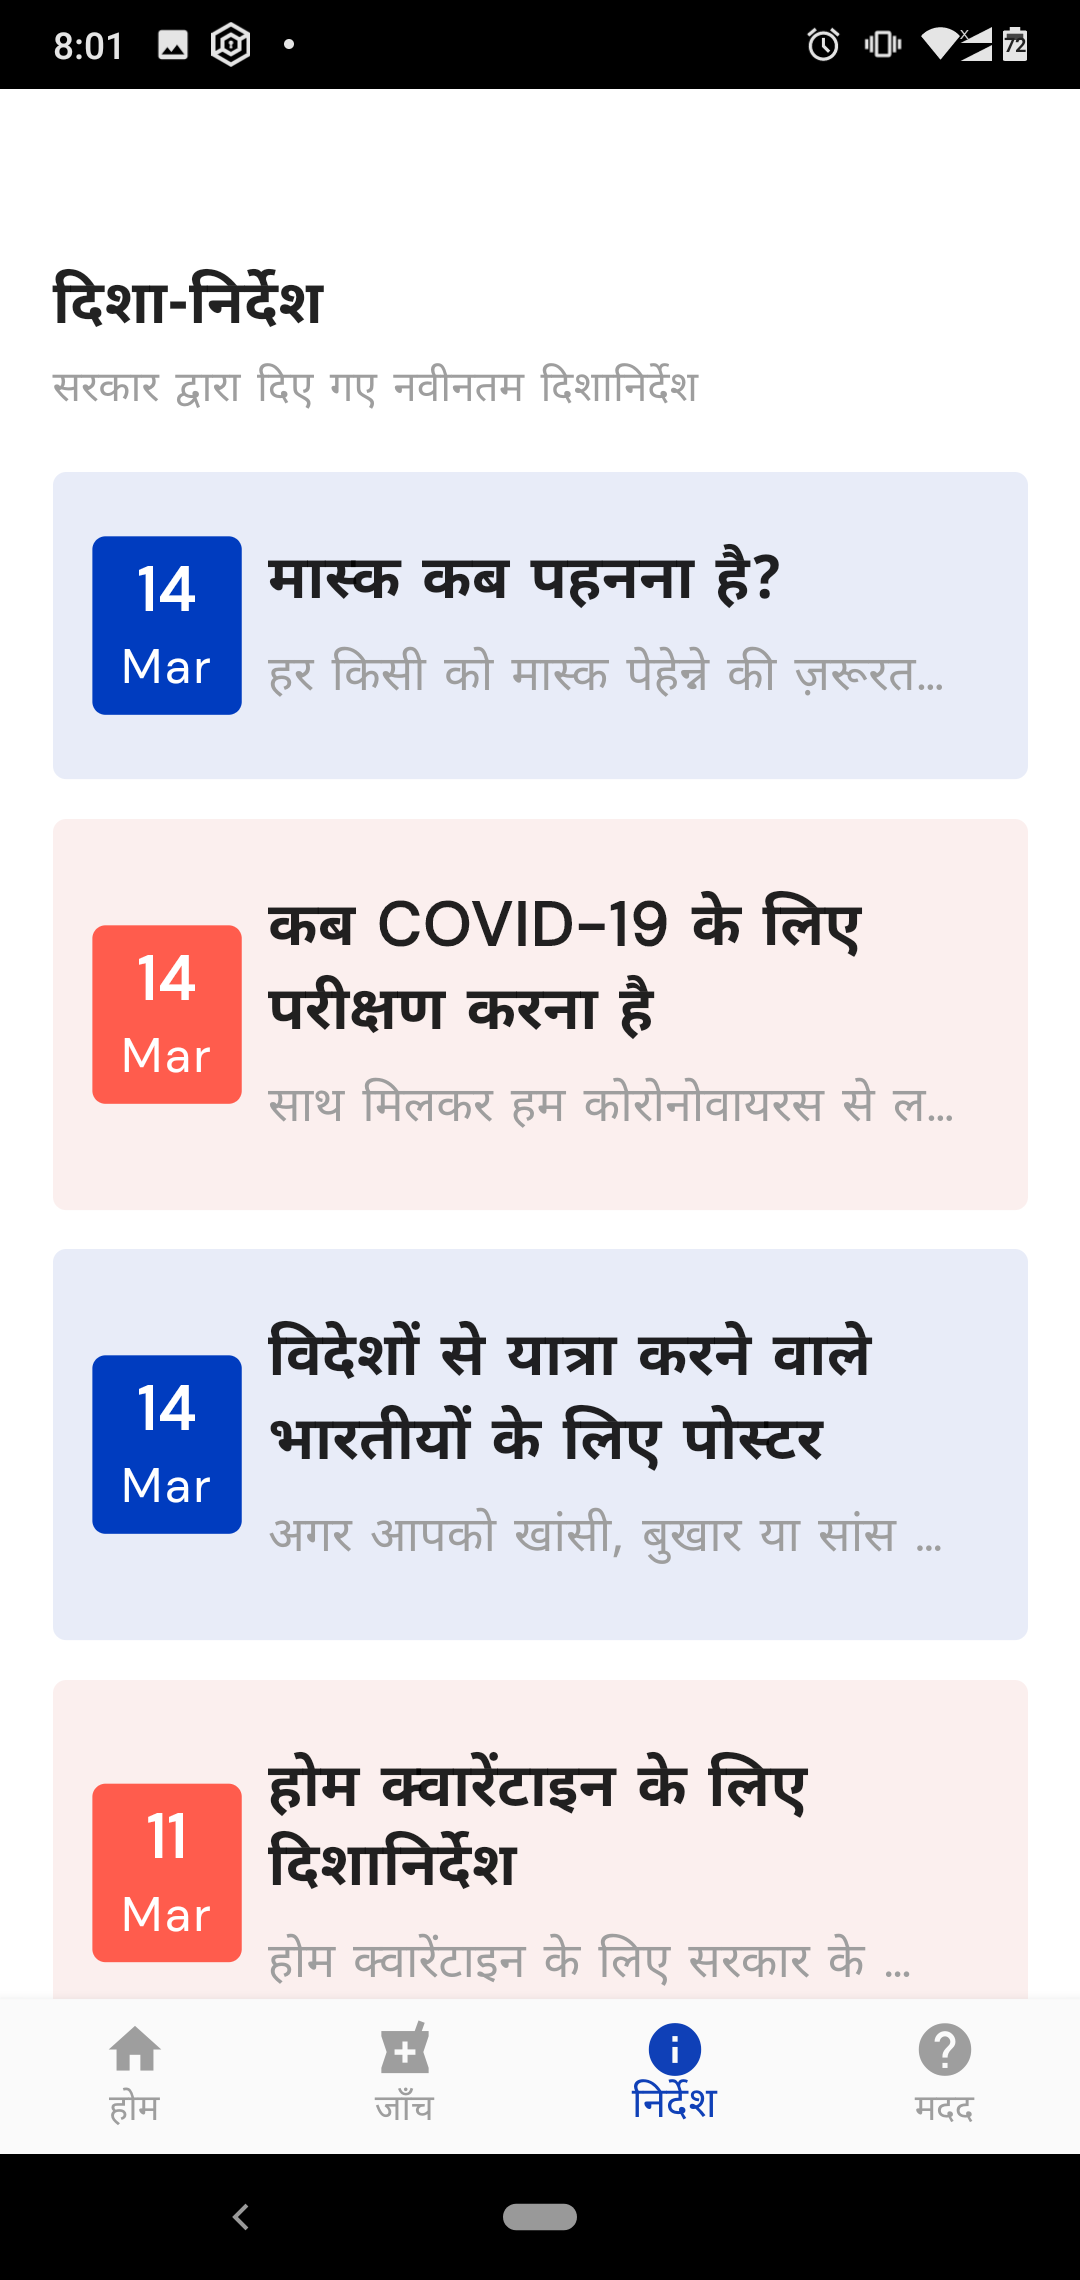 8:01
72
दिशा-निर्देश
सरकार द्वारा दिए गए नवीनतम दिशानिर्देश
14
Mar
मास्क कब पहनना है?
हर किसी को मास्क पेहेन्ने की ज़रूरत...
14
Mar
कब COVID-19 के लिए
परीक्षण करना है
साथ मिलकर हम कोरोनोवायरस से ल...
14
Mar
विदेशों से यात्रा करने वाले
भारतीयों के लिए पोस्टर
अगर आपको खांसी, बुखार या सांस ...
11
Mar
होम क्वारेंटाइन के लिए
दिशानिर्देश
होम क्वारेंटाइन के लिए सरकार के ...
होम
जाँच
निर्देश
मदद